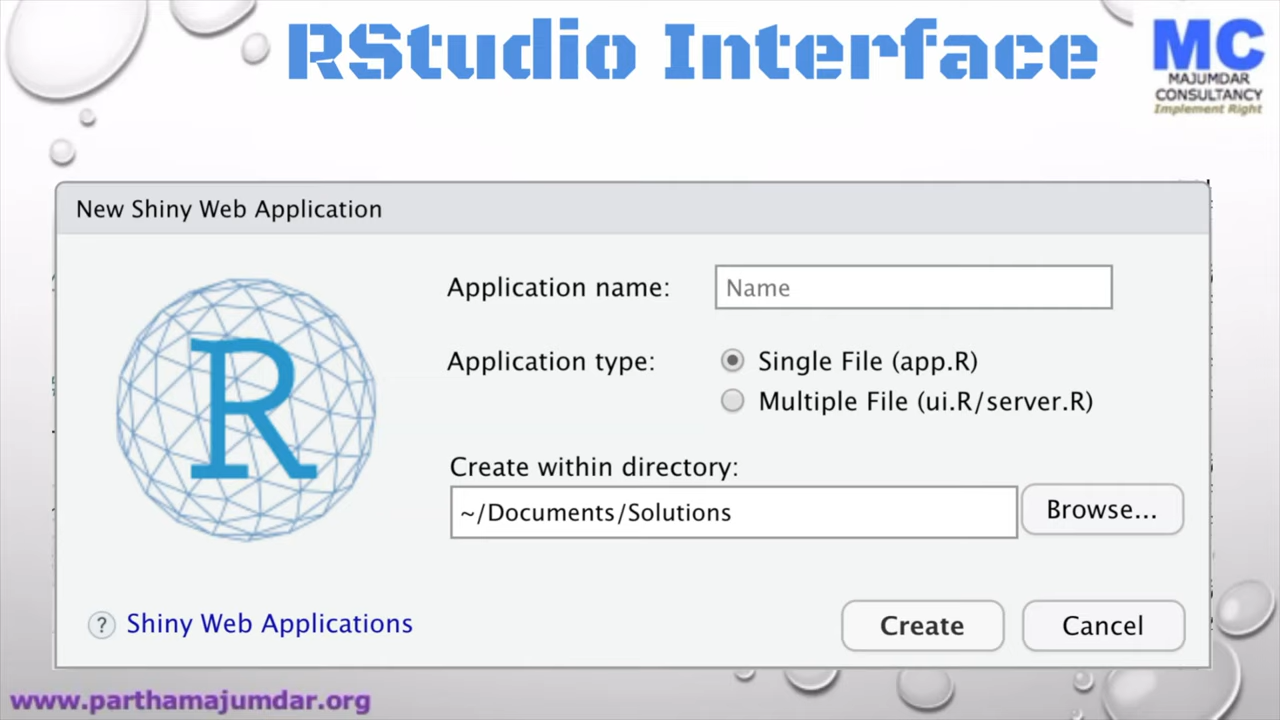 RStudio Interface
MC
MAJUMDAR
CONSULTANCY
Implement Right
New Shiny Web Application
R
Application name: Name
Application type: Single File (app.R)
Multiple File (ui.R/server.R)
Create within directory:
~/Documents/Solutions Browse...
? Shiny Web Applications Create Cancel
www.parthamajumdar.org